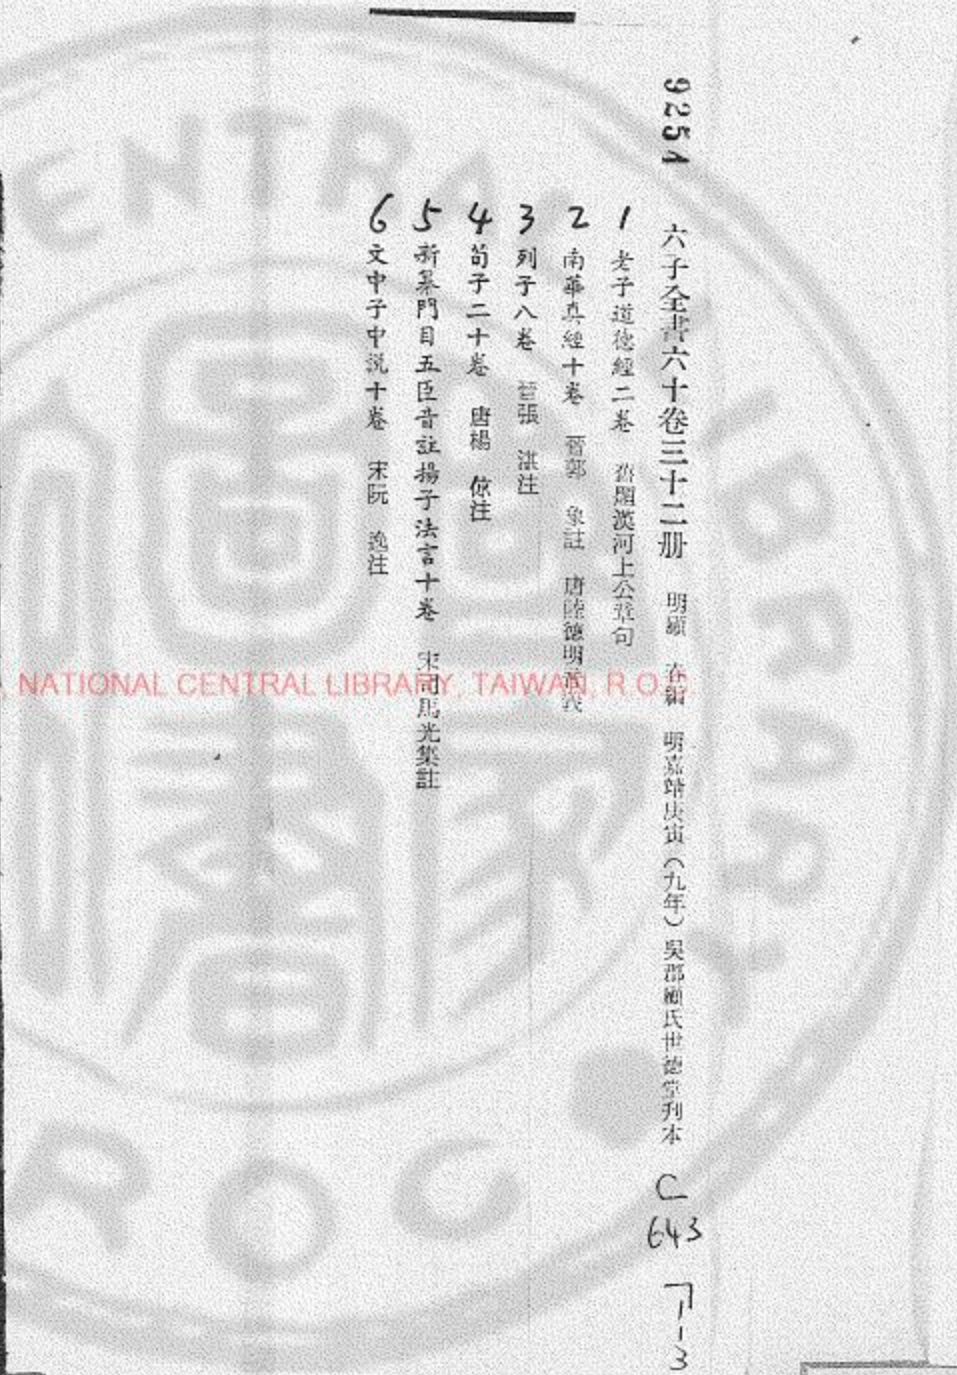 9254
六子全書六十卷三十二册 明顧 春編 明嘉靖庚寅（九年）吳郡顧氏世德堂刋本 C 643
1 老子道德經二卷 舊題漢河上公章句
2 南華真經十卷 晉郭 象註 唐陸德明音義
3 列子八卷 晉張 湛注
4 荀子二十卷 唐楊 倞注
5 新纂門目五臣音註揚子法言十卷 宋司馬光集註
6 文中子中説十卷 宋阮 逸注
NATIONAL CENTRAL LIBRARY, TAIWAN, R.O.C.
CENTRAL LIBRARY
R O C